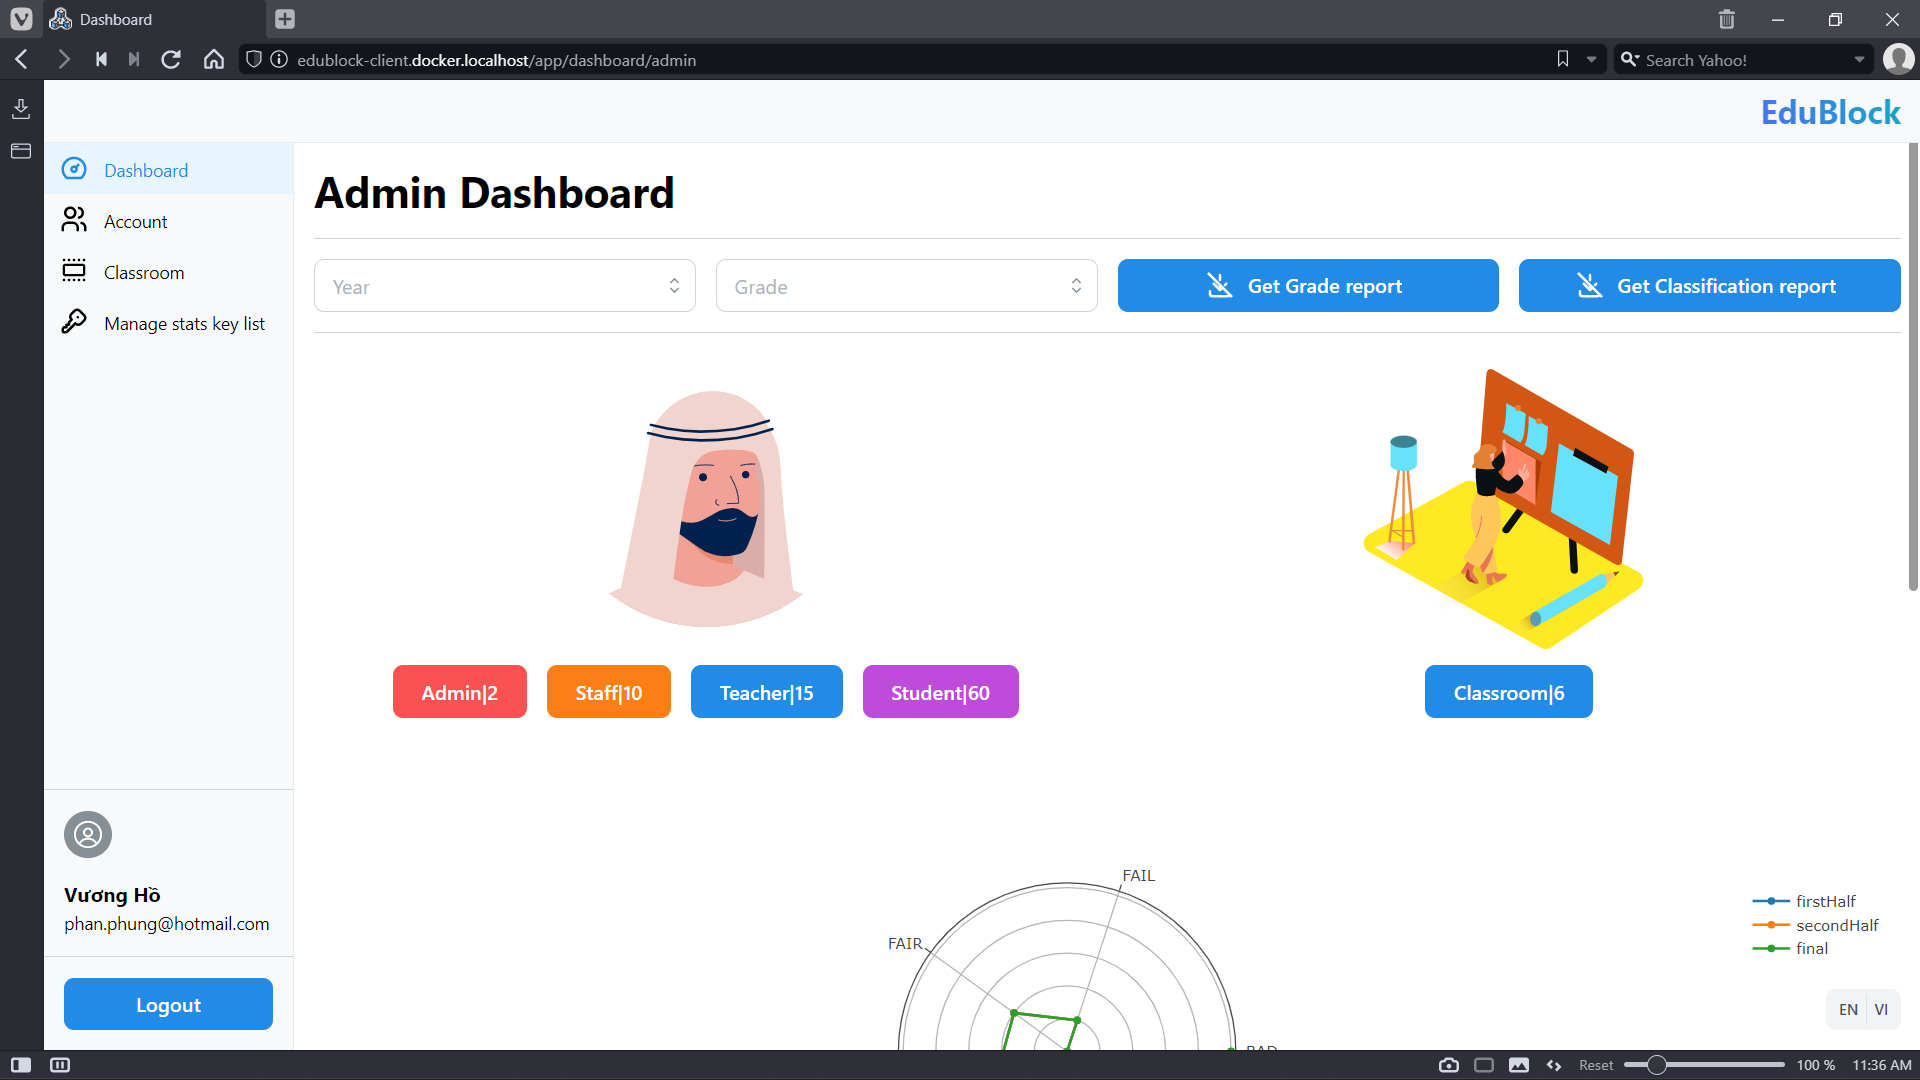 Dashboard
edublock-client.docker.localhost/app/dashboard/admin
Search Yahoo!
EduBlock
Dashboard
Account
Classroom
Manage stats key list
Admin Dashboard
Year
Grade
Get Grade report
Get Classification report
Admin|2
Staff|10
Teacher|15
Student|60
Classroom|6
FAIL
FAIR
BAD
firstHalf
secondHalf
final
Vương Hồ
phan.phung@hotmail.com
Logout
EN
VI
Reset
100 %
11:36 AM